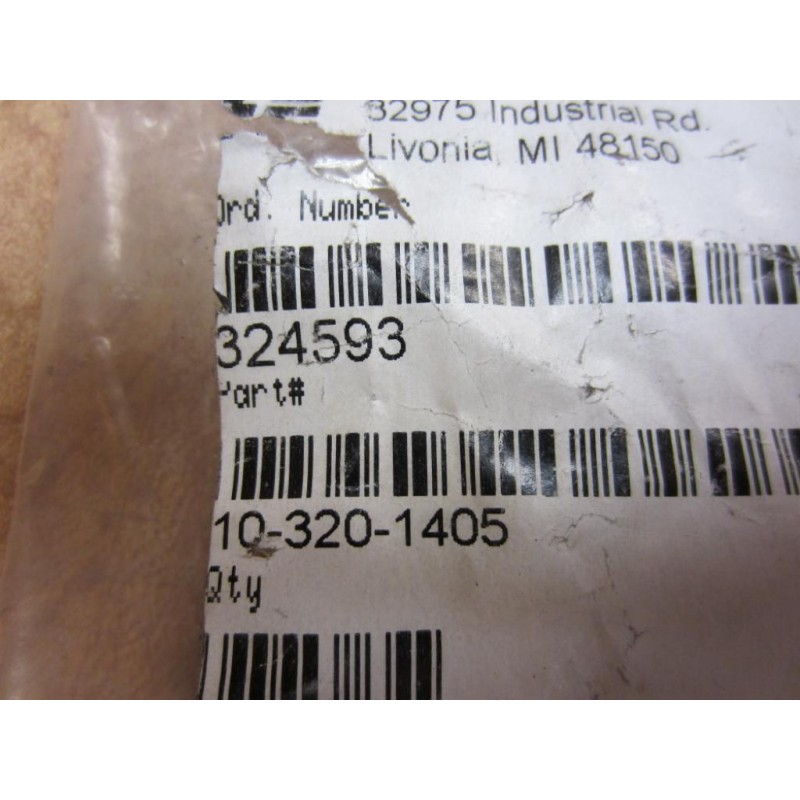 32975 Industrial Rd.
Livonia, MI 48150
Ord. Number
324593
Part#
10-320-1405
Qty